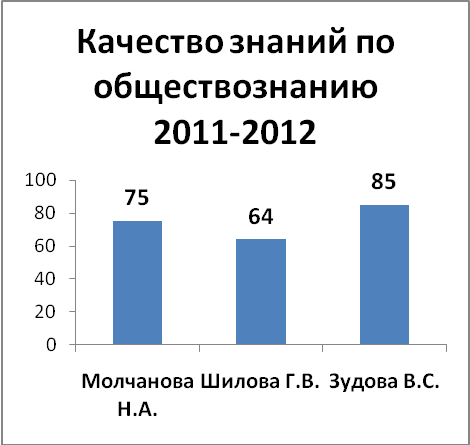 Качество знаний по
обществознанию
2011-2012
100
80
60
40
20
0
75
64
85
Молчанова Шилова Г.В. Зудова В.С.
Н.А.